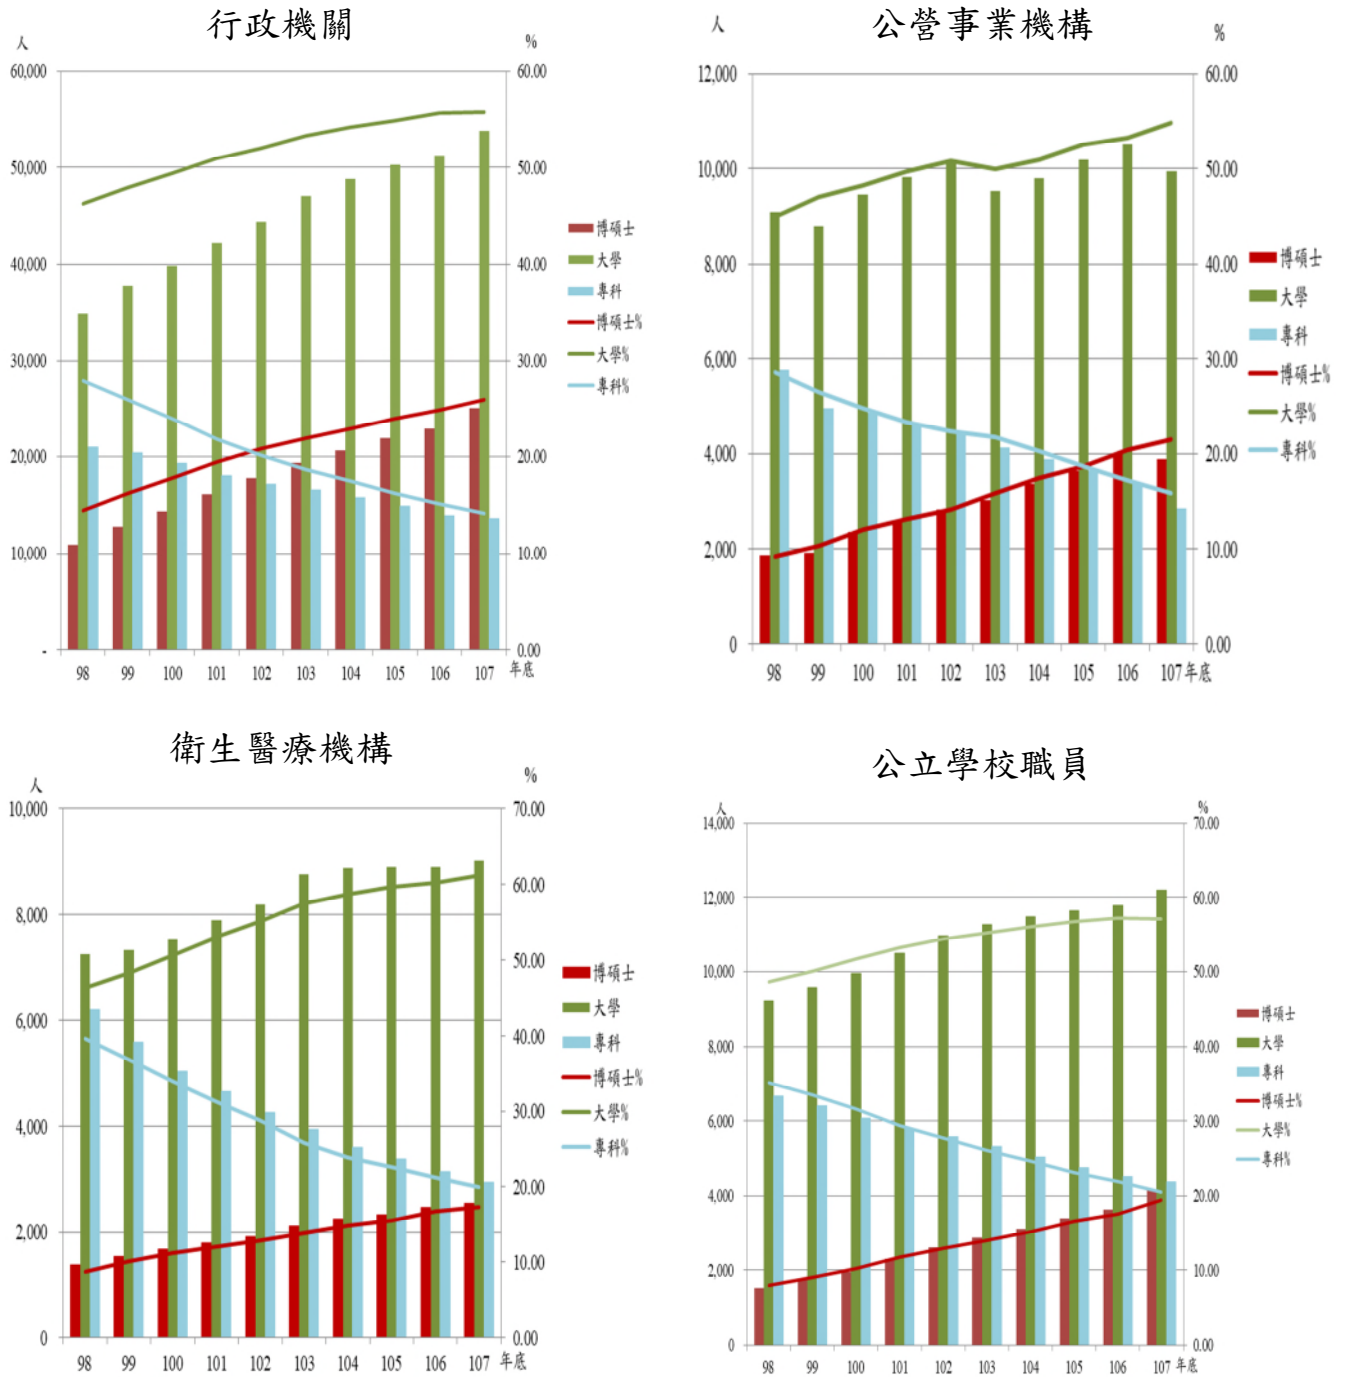 行政機關
人
%
60,000
50,000
40,000
30,000
20,000
10,000
-
60.00
50.00
40.00
30.00
20.00
10.00
0.00
98 99 100 101 102 103 104 105 106 107 年底
博碩士
大學
專科
博碩士%
大學%
專科%
公營事業機構
人
%
12,000
10,000
8,000
6,000
4,000
2,000
0
60.00
50.00
40.00
30.00
20.00
10.00
0.00
98 99 100 101 102 103 104 105 106 107 年底
博碩士
大學
專科
博碩士%
大學%
專科%
衛生醫療機構
人
%
10,000
8,000
6,000
4,000
2,000
0
70.00
60.00
50.00
40.00
30.00
20.00
10.00
0.00
98 99 100 101 102 103 104 105 106 107 年底
博碩士
大學
專科
博碩士%
大學%
專科%
公立學校職員
人
%
14,000
12,000
10,000
8,000
6,000
4,000
2,000
0
70.00
60.00
50.00
40.00
30.00
20.00
10.00
0.00
98 99 100 101 102 103 104 105 106 107 年底
博碩士
大學
專科
博碩士%
大學%
專科%